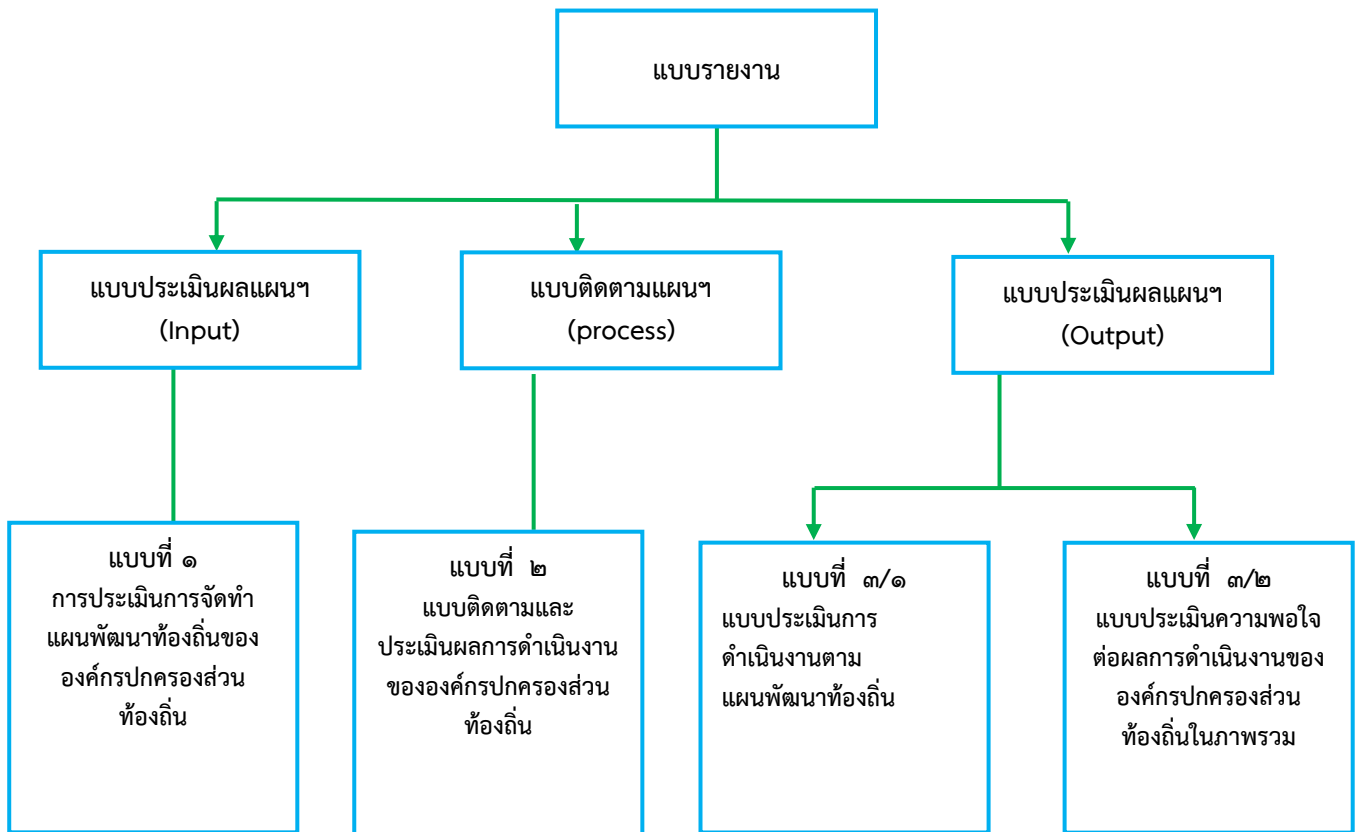 แบบรายงาน
แบบประเมินผลแผนฯ
(Input)
แบบติดตามแผนฯ
(process)
แบบประเมินผลแผนฯ
(Output)
แบบที่ ๑
การประเมินการจัดทำ
แผนพัฒนาท้องถิ่นของ
องค์กรปกครองส่วน
ท้องถิ่น
แบบที่ ๒
แบบติดตามและ
ประเมินผลการดำเนินงาน
ขององค์กรปกครองส่วน
ท้องถิ่น
แบบที่ ๓/๑
แบบประเมินการ
ดำเนินงานตาม
แผนพัฒนาท้องถิ่น
แบบที่ ๓/๒
แบบประเมินความพอใจ
ต่อผลการดำเนินงานของ
องค์กรปกครองส่วน
ท้องถิ่นในภาพรวม